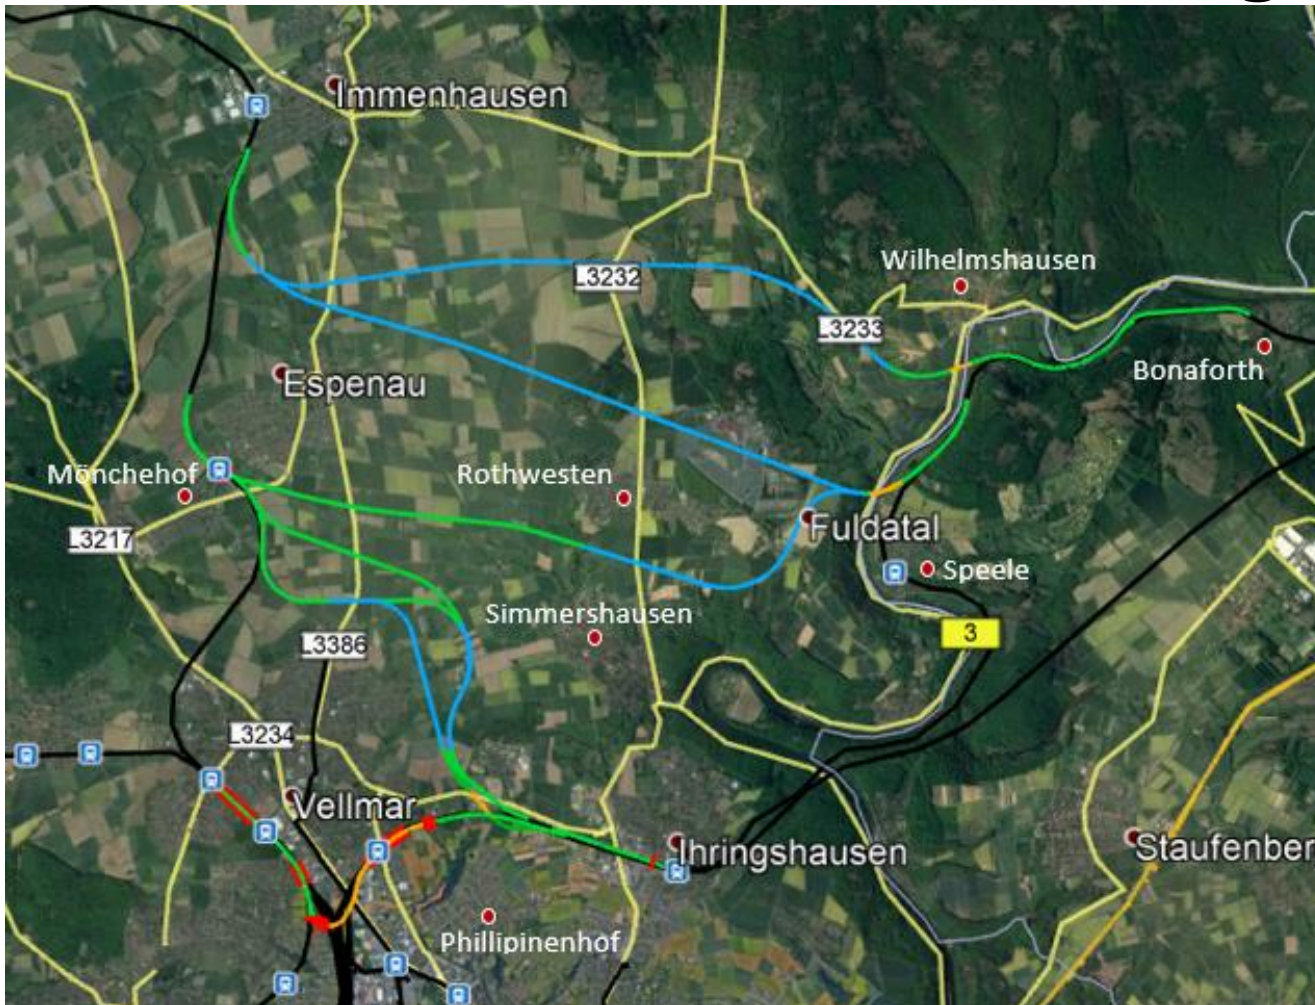 Immenhausen
Wilhelmshausen
L3232
L3233
Bonaforth
Espenau
Mönchehof
Rothwesten
Fuldatal
L3217
Speele
Simmershausen
3
L3386
L3234
Vellmar
Ihringshausen
Staufenber
Phillipinenhof